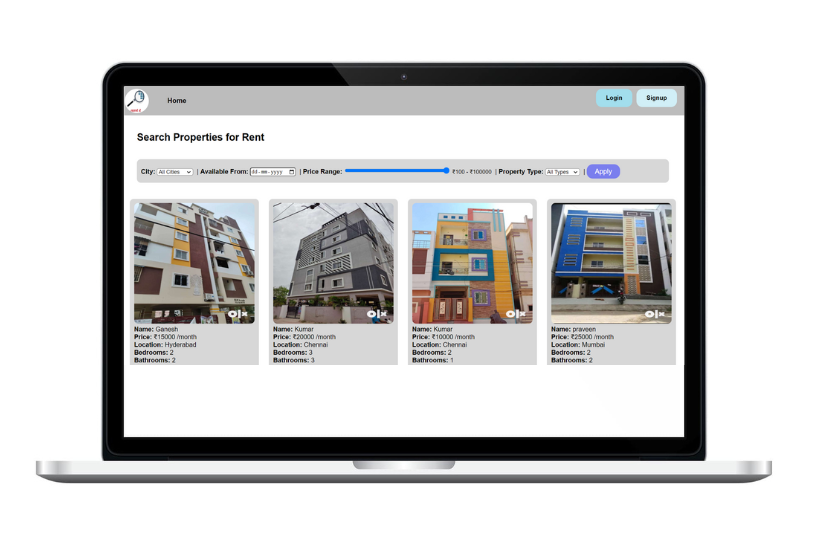 Home
Login
Signup
Search Properties for Rent
City: All Cities | Available From: dd-mm-yyyy | Price Range: ₹100 - ₹100000 | Property Type: All Types | Apply
olx
olx
olx
olx
Name: Ganesh
Price: ₹15000 /month
Location: Hyderabad
Bedrooms: 2
Bathrooms: 2
Name: Kumar
Price: ₹20000 /month
Location: Chennai
Bedrooms: 3
Bathrooms: 3
Name: Kumar
Price: ₹10000 /month
Location: Chennai
Bedrooms: 2
Bathrooms: 1
Name: praveen
Price: ₹25000 /month
Location: Mumbai
Bedrooms: 2
Bathrooms: 2